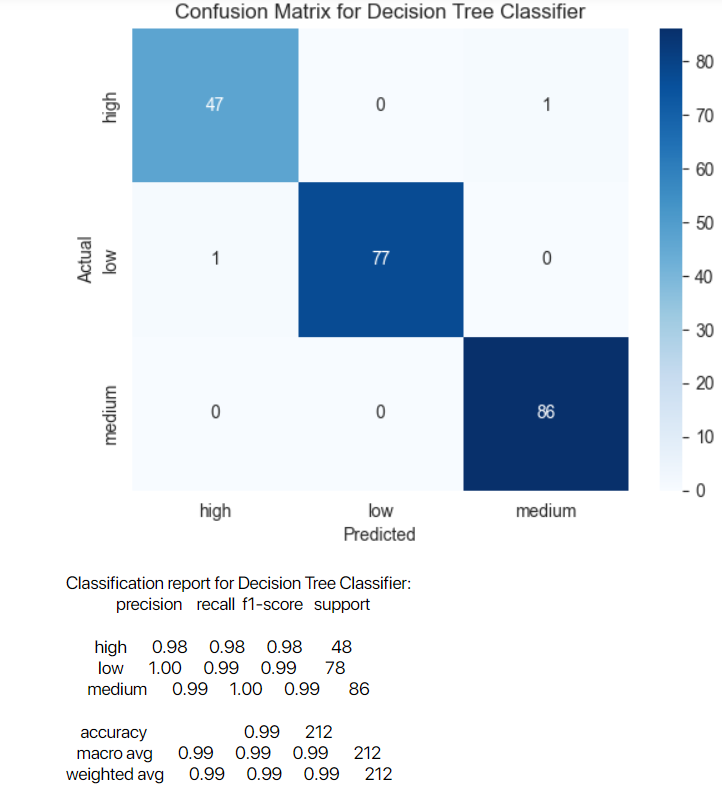 Confusion Matrix for Decision Tree Classifier
high
47 0 1
80
70
60
50
40
30
20
10
0
Actual
low
1 77 0
medium
0 0 86
high low medium
Predicted
Classification report for Decision Tree Classifier:
precision recall f1-score support
high 0.98 0.98 0.98 48
low 1.00 0.99 0.99 78
medium 0.99 1.00 0.99 86
accuracy 0.99 212
macro avg 0.99 0.99 0.99 212
weighted avg 0.99 0.99 0.99 212